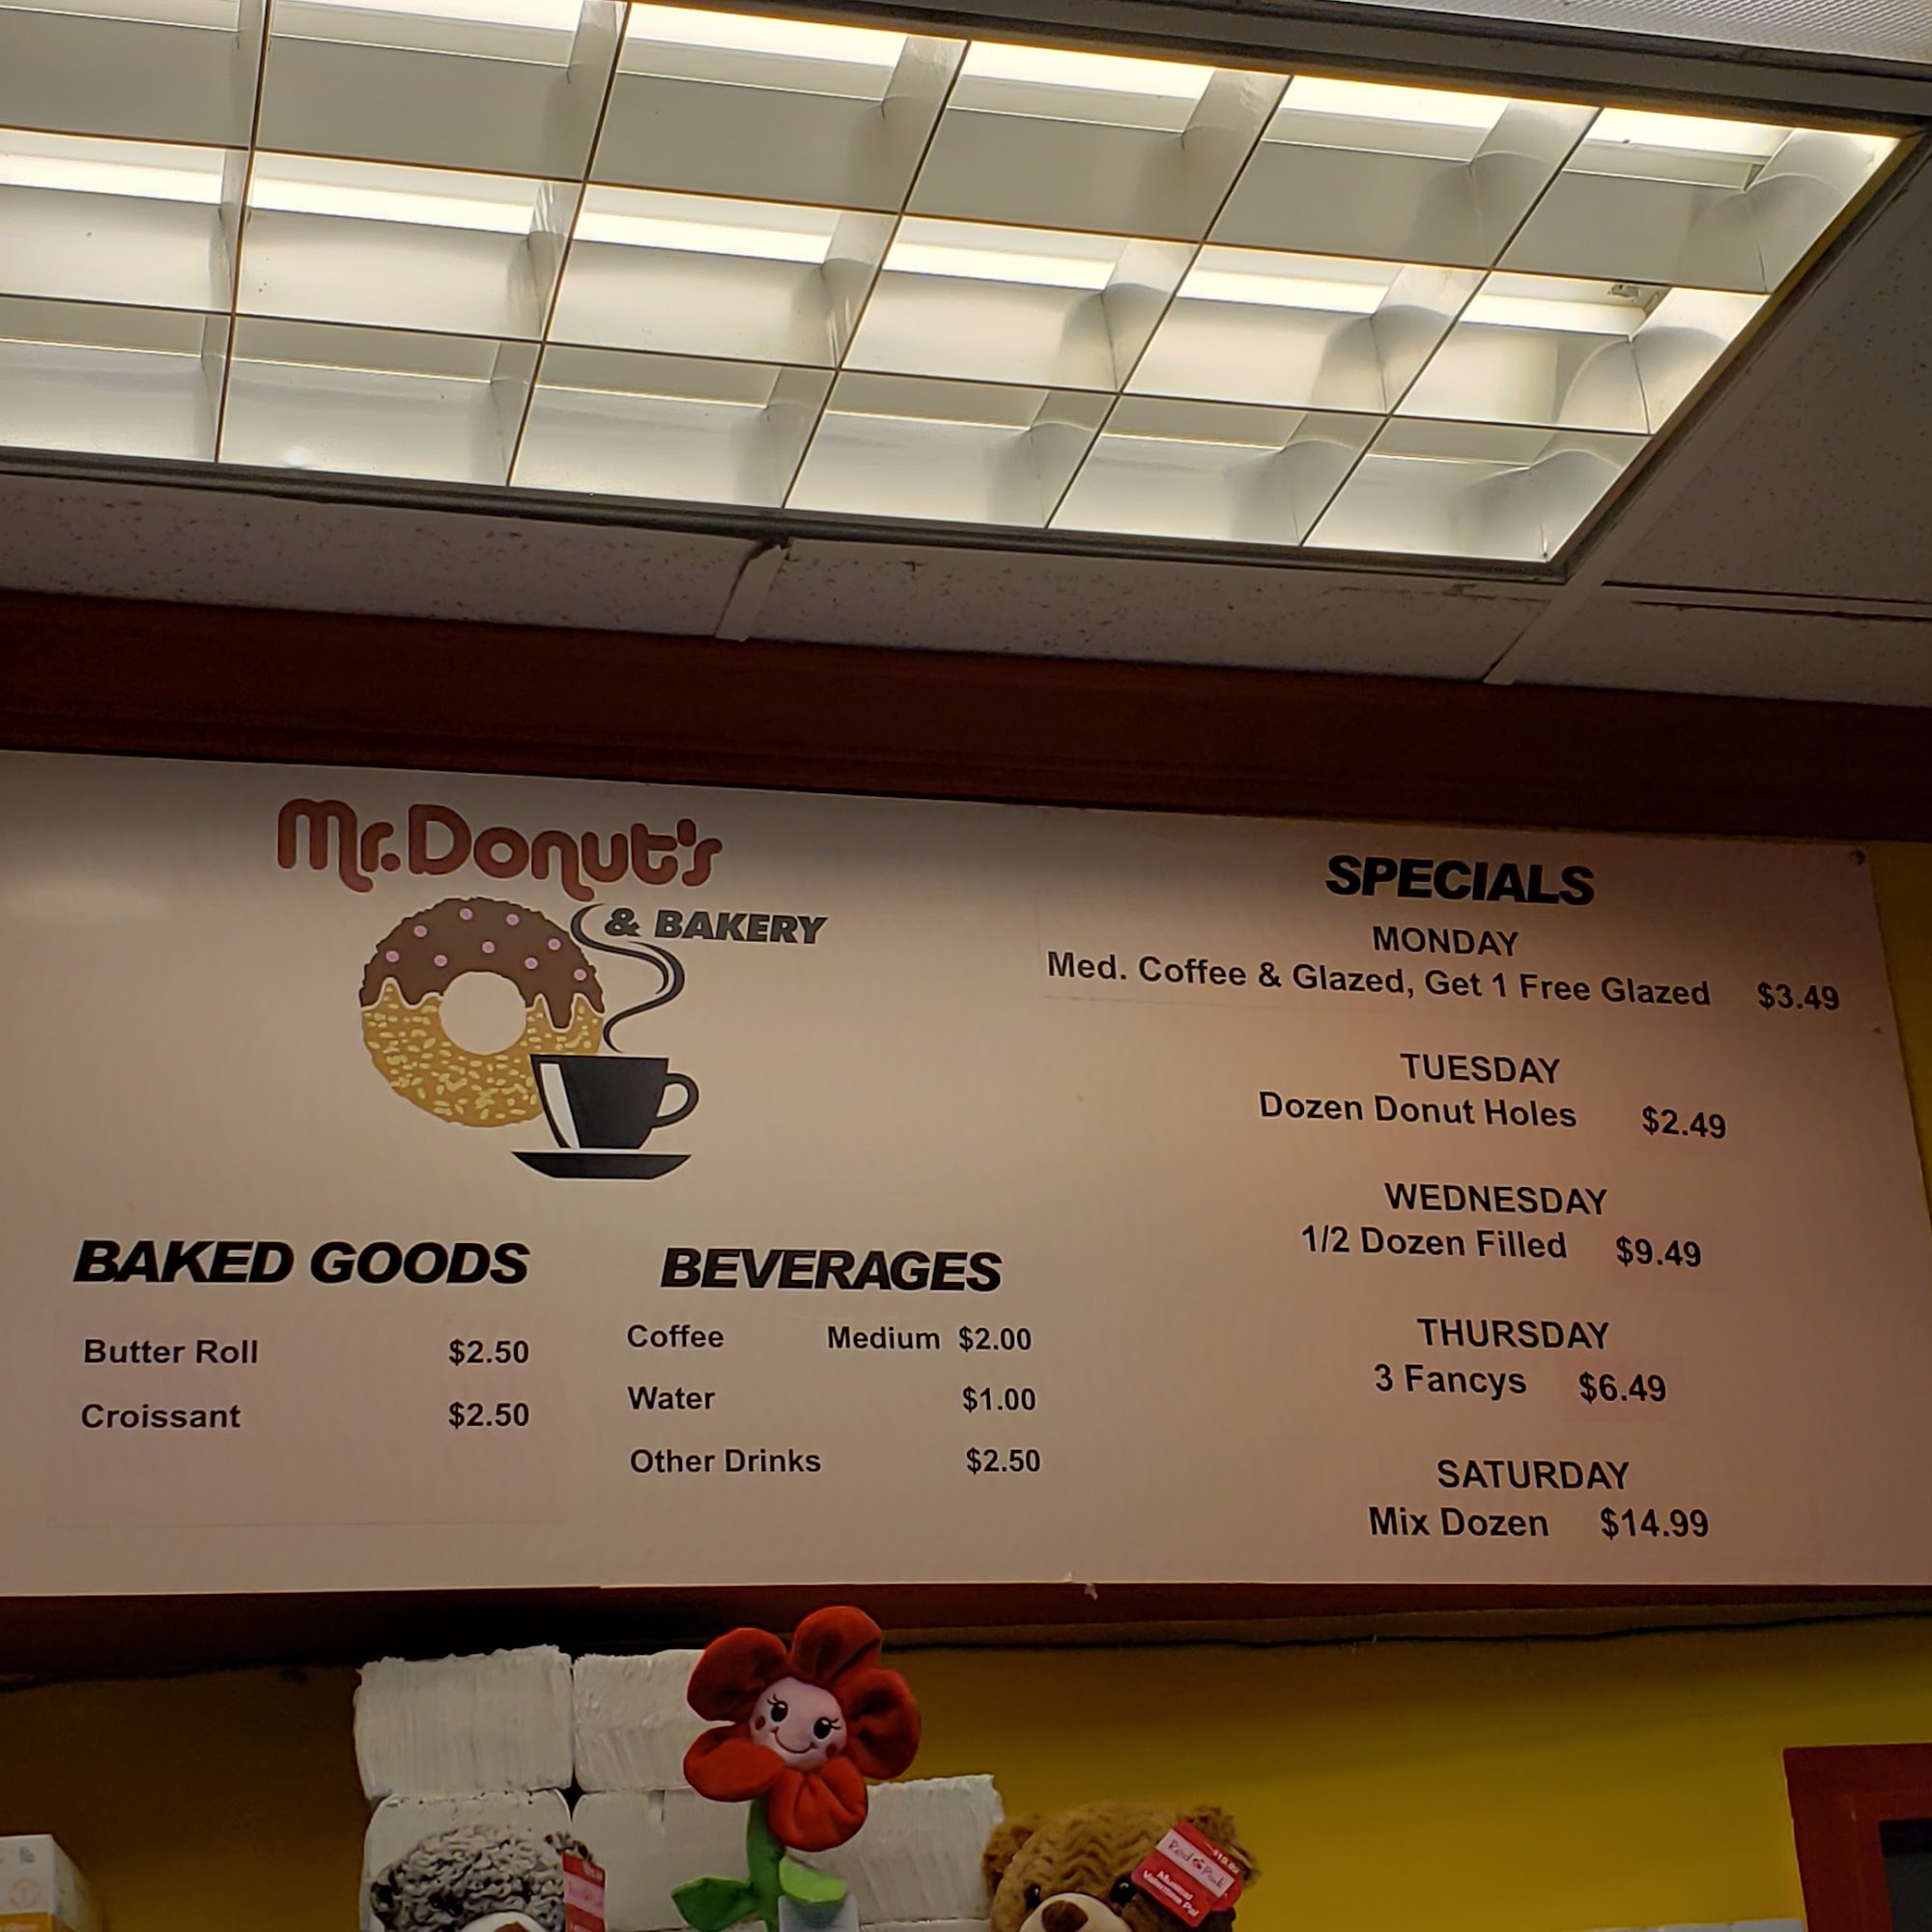 Mr.Donut's
& BAKERY
BAKED GOODS
Butter Roll $2.50
Croissant $2.50
BEVERAGES
Coffee Medium $2.00
Water $1.00
Other Drinks $2.50
SPECIALS
MONDAY
Med. Coffee & Glazed, Get 1 Free Glazed $3.49
TUESDAY
Dozen Donut Holes $2.49
WEDNESDAY
1/2 Dozen Filled $9.49
THURSDAY
3 Fancys $6.49
SATURDAY
Mix Dozen $14.99